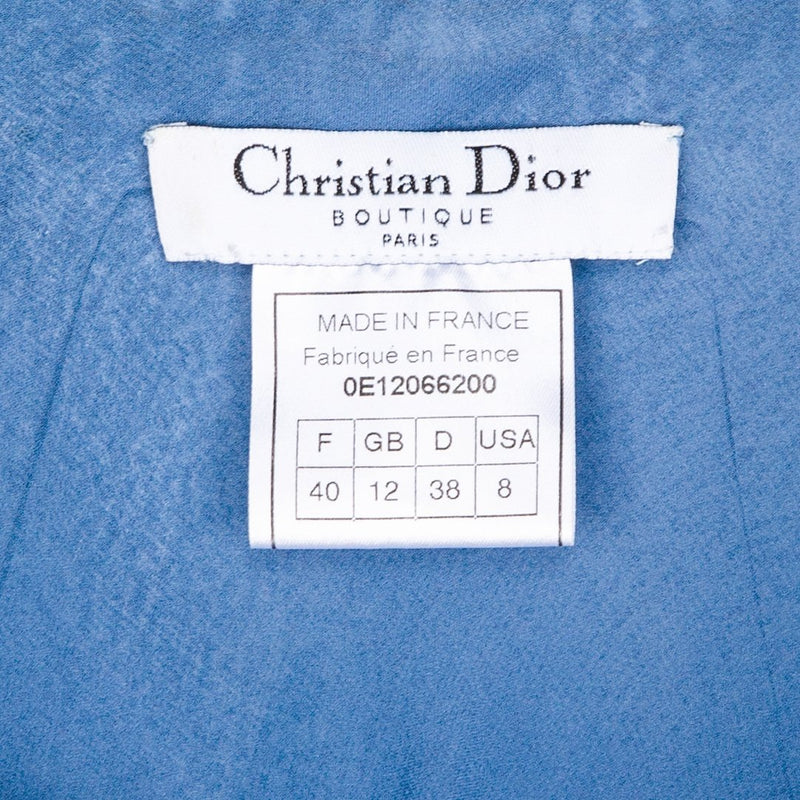 Christian Dior
BOUTIQUE
PARIS
MADE IN FRANCE
Fabriqué en France
0E12066200
F GB D USA
40 12 38 8